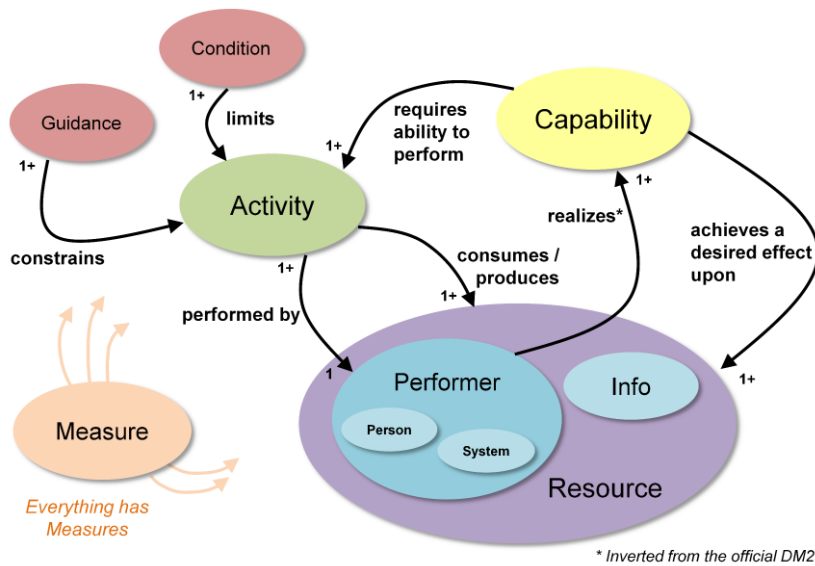 Condition
1+
limits
Guidance
1+
constrains
requires
ability to
perform
1+
Capability
1+
Activity
1+
realizes*
achieves a
desired effect
upon
1+
consumes /
produces
1+
performed by
1
Performer
Person
System
Info
Resource
Measure
Everything has
Measures
* Inverted from the official DM2